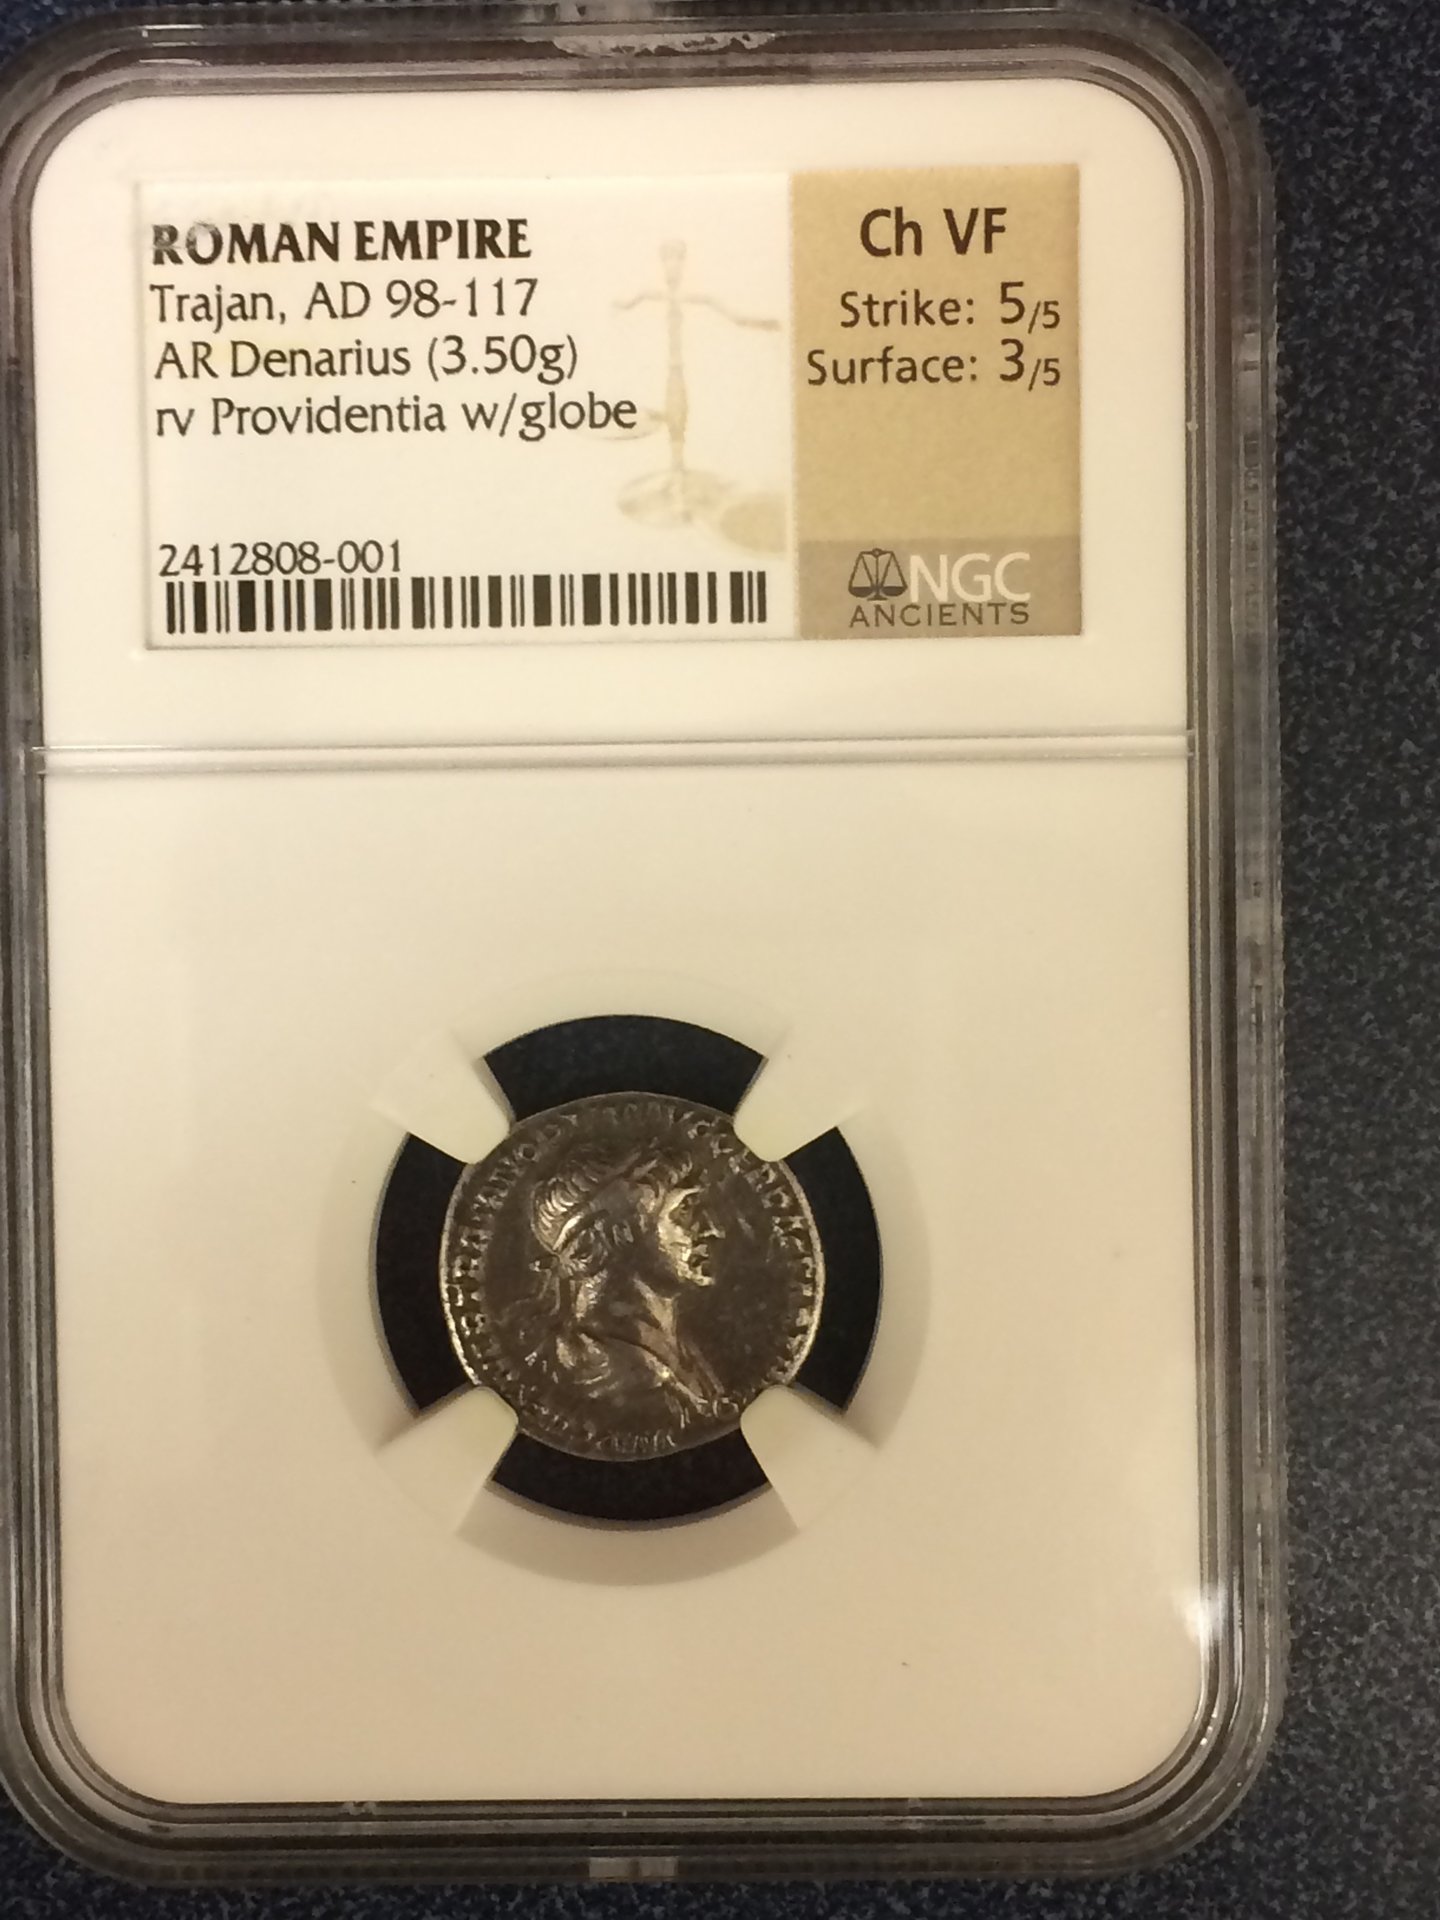 ROMAN EMPIRE
Trajan, AD 98-117
AR Denarius (3.50g)
rv Providentia w/globe
2412808-001
Ch VF
Strike: 5/5
Surface: 3/5
NGC
ANCIENTS